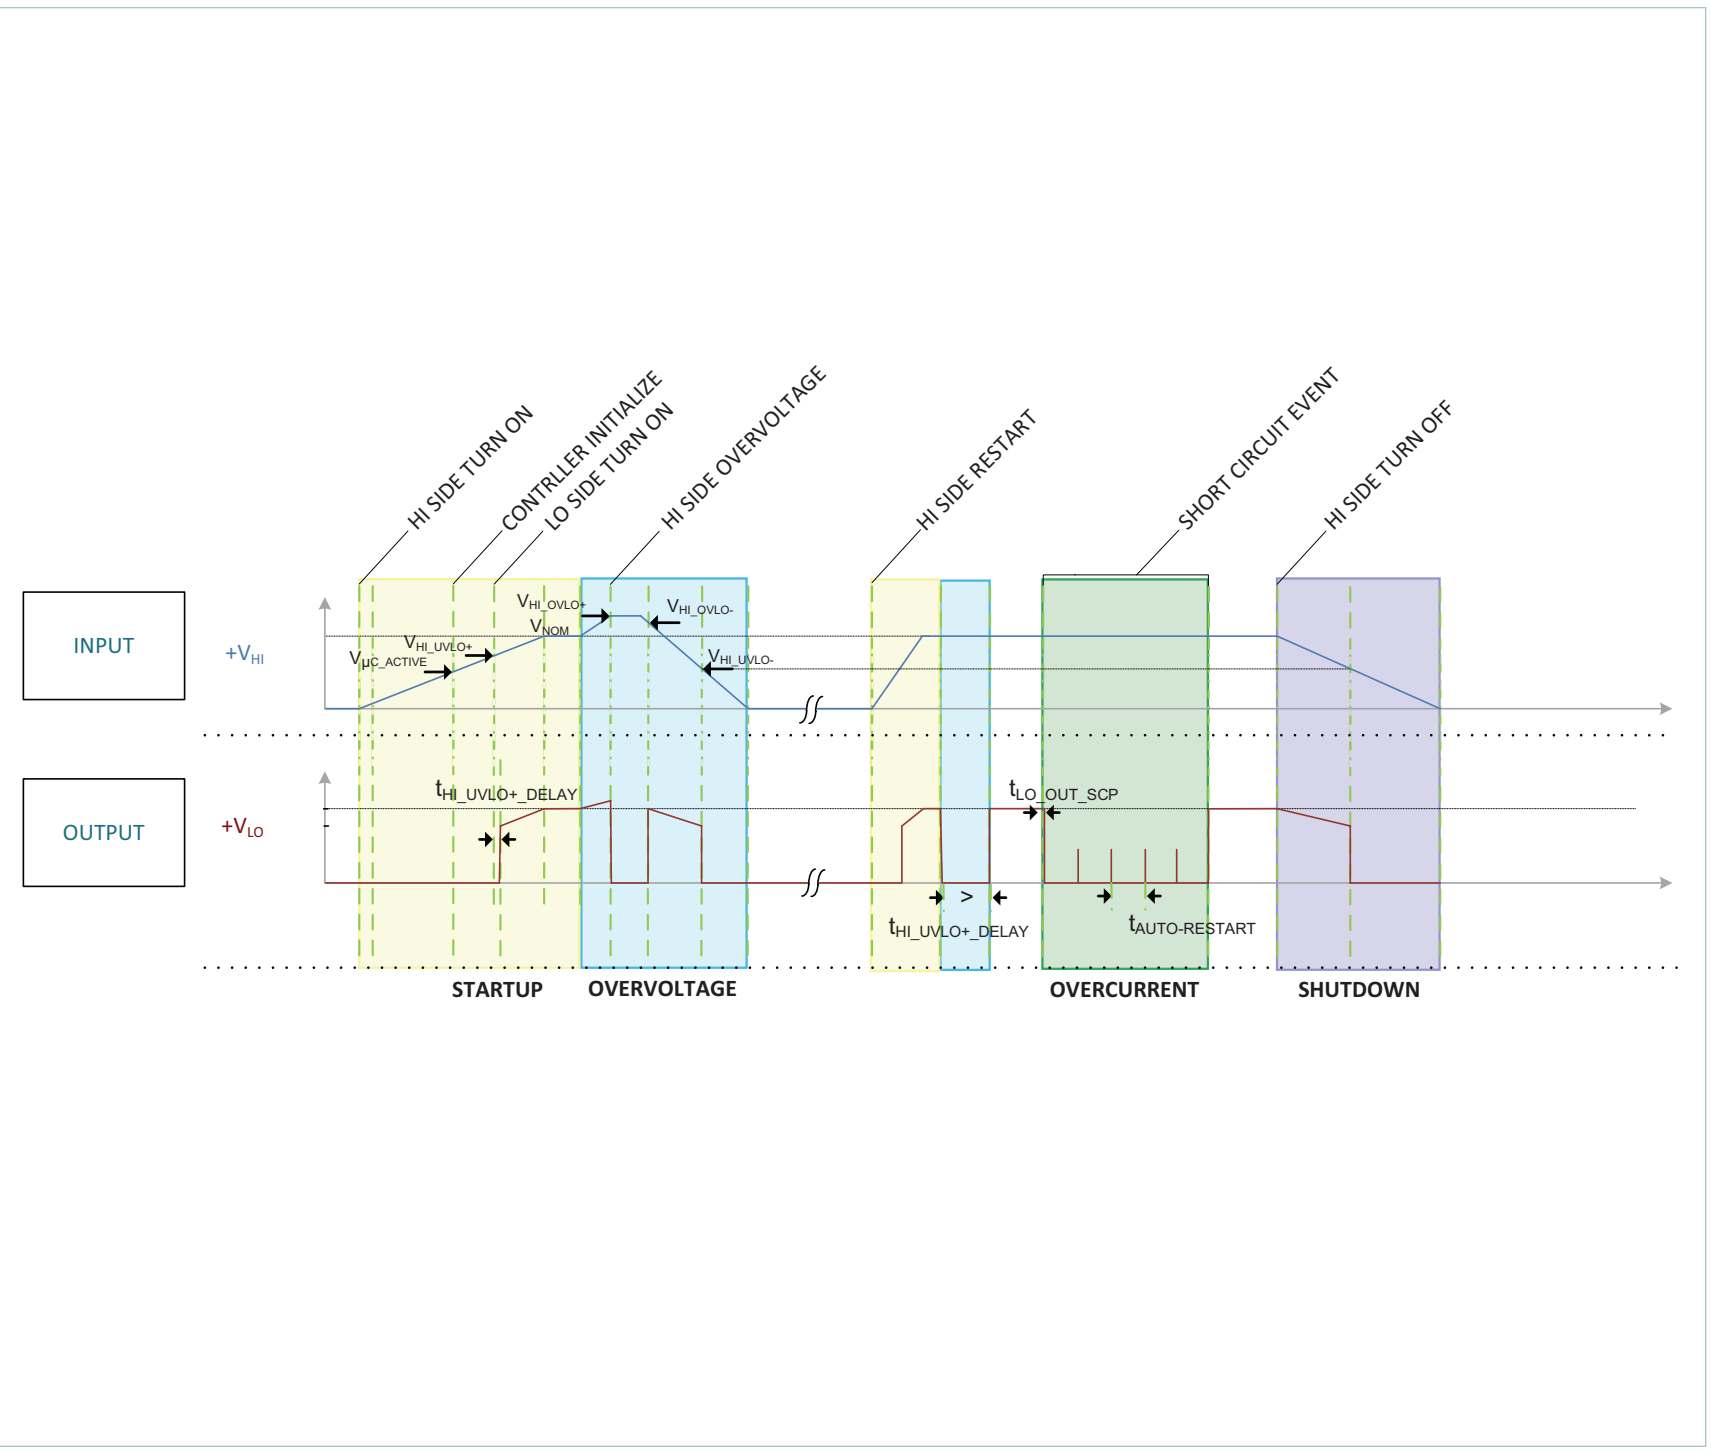 HI SIDE TURN ON
CONTRLLER INITIALIZE
LO SIDE TURN ON
HI SIDE OVERVOLTAGE
HI SIDE RESTART
SHORT CIRCUIT EVENT
HI SIDE TURN OFF
INPUT
+VHI
VμC_ACTIVE
VHI_UVLO+
VNOM
VHI_OVLO+
VHI_OVLO-
VHI_UVLO-
OUTPUT
+VLO
tHI_UVLO+_DELAY
tLO_OUT_SCP
>
tHI_UVLO+_DELAY
tAUTO-RESTART
STARTUP
OVERVOLTAGE
OVERCURRENT
SHUTDOWN